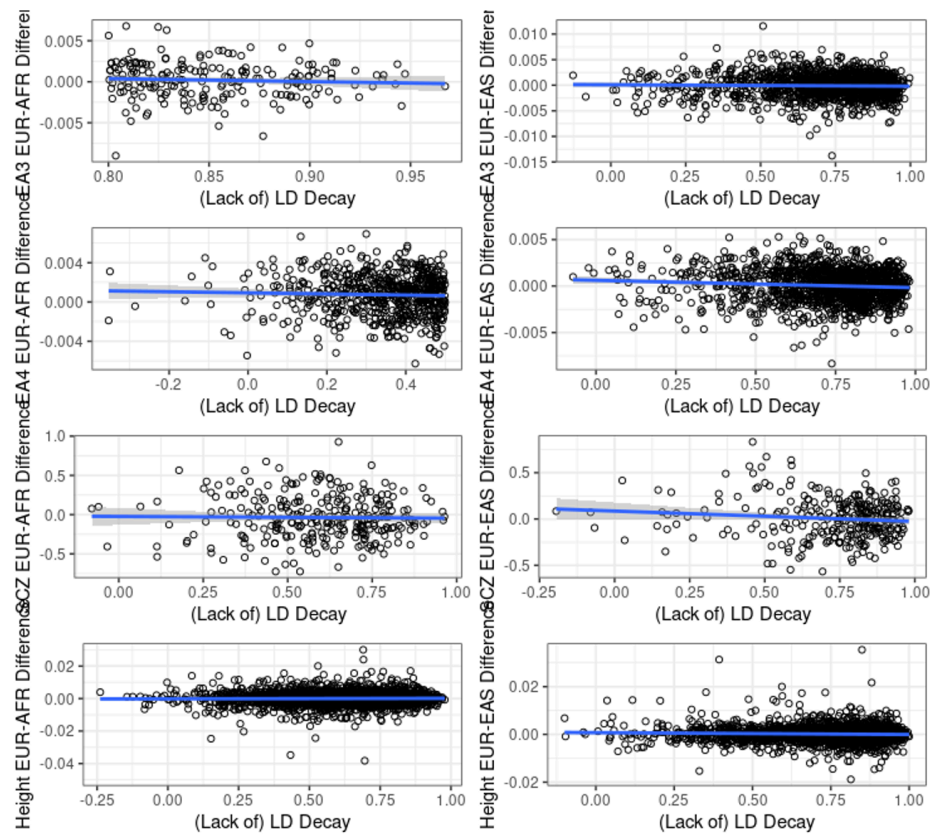 EA3 EUR-AFR Differe
0.005
0.000
-0.005
0.80 0.85 0.90 0.95
(Lack of) LD Decay
EA3 EUR-EAS Differe
0.010
0.005
0.000
-0.005
-0.010
-0.015
0.00 0.25 0.50 0.75 1.00
(Lack of) LD Decay
EA4 EUR-AFR Difference
0.004
0.000
-0.004
-0.2 0.0 0.2 0.4
(Lack of) LD Decay
EA4 EUR-EAS Difference
0.005
0.000
-0.005
0.00 0.25 0.50 0.75 1.00
(Lack of) LD Decay
SCZ EUR-AFR Difference
1.0
0.5
0.0
-0.5
0.00 0.25 0.50 0.75 1.00
(Lack of) LD Decay
SCZ EUR-EAS Difference
0.5
0.0
-0.5
-0.25 0.00 0.25 0.50 0.75 1.00
(Lack of) LD Decay
Height EUR-AFR Difference
0.02
0.00
-0.02
-0.04
-0.25 0.00 0.25 0.50 0.75 1.00
(Lack of) LD Decay
Height EUR-EAS Difference
0.02
0.00
-0.02
0.00 0.25 0.50 0.75 1.00
(Lack of) LD Decay